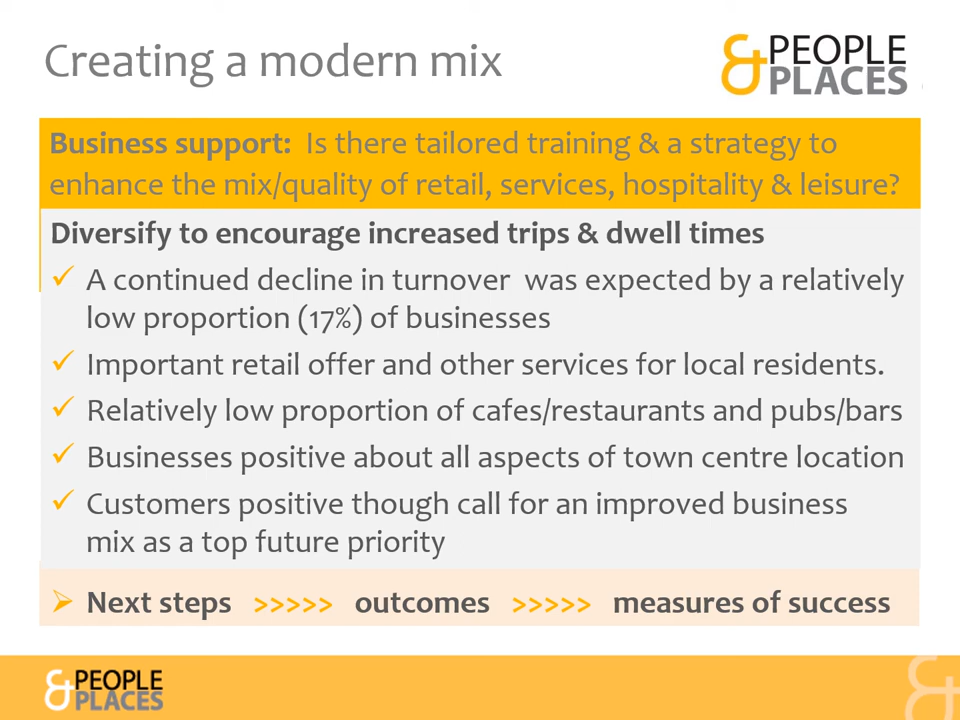 Creating a modern mix
& PEOPLE
PLACES
Business support: Is there tailored training & a strategy to
enhance the mix/quality of retail, services, hospitality & leisure?
Diversify to encourage increased trips & dwell times
✓ A continued decline in turnover was expected by a relatively
low proportion (17%) of businesses
✓ Important retail offer and other services for local residents.
✓ Relatively low proportion of cafes/restaurants and pubs/bars
✓ Businesses positive about all aspects of town centre location
✓ Customers positive though call for an improved business
mix as a top future priority
➢ Next steps >>>>> outcomes >>>>> measures of success
& PEOPLE
PLACES
&